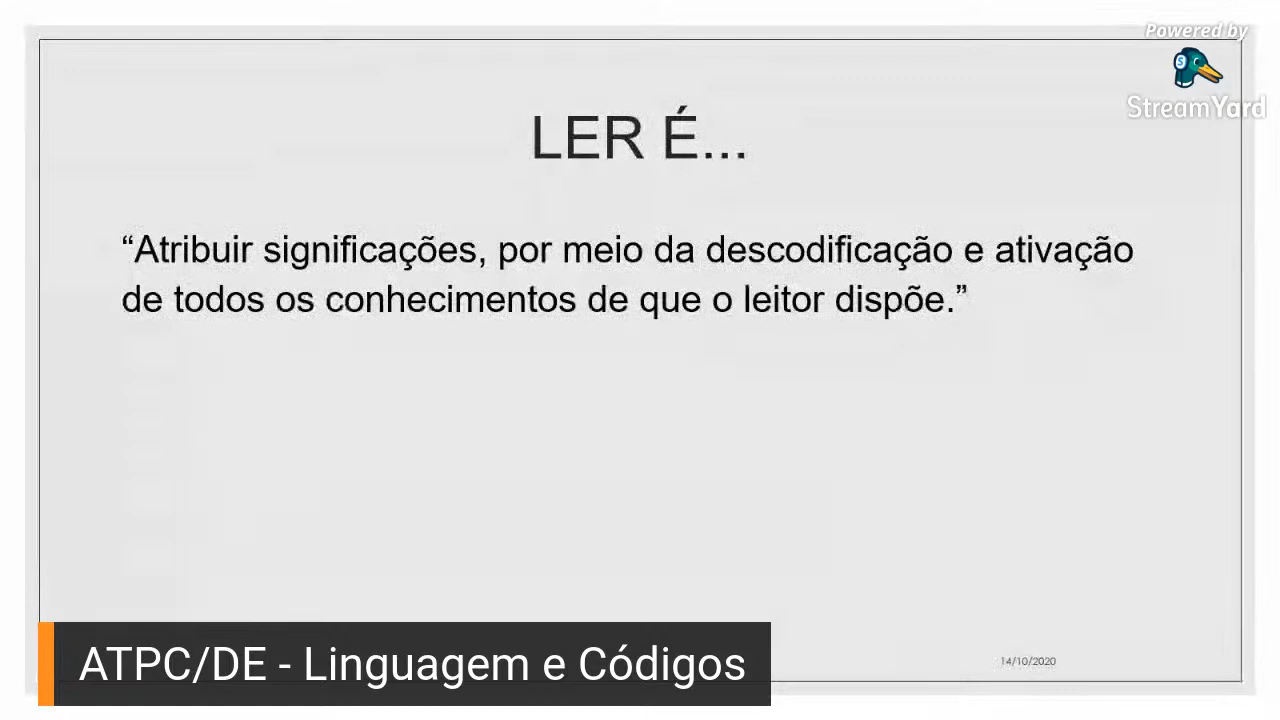 Powered by
StreamYard
LER É...
“Atribuir significações, por meio da descodificação e ativação
de todos os conhecimentos de que o leitor dispõe.”
14/10/2020
ATPC/DE - Linguagem e Códigos